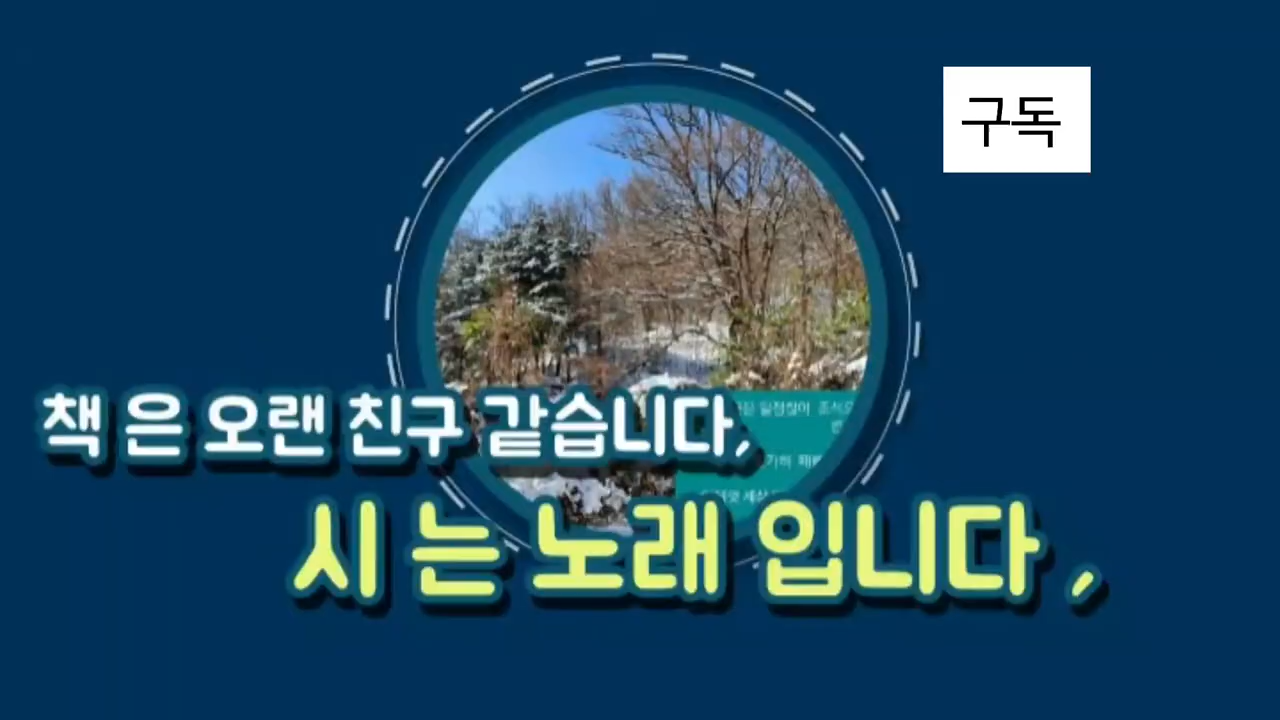 구독
책 은 오랜 친구 같습니다,
시 는 노래 입니다 ,